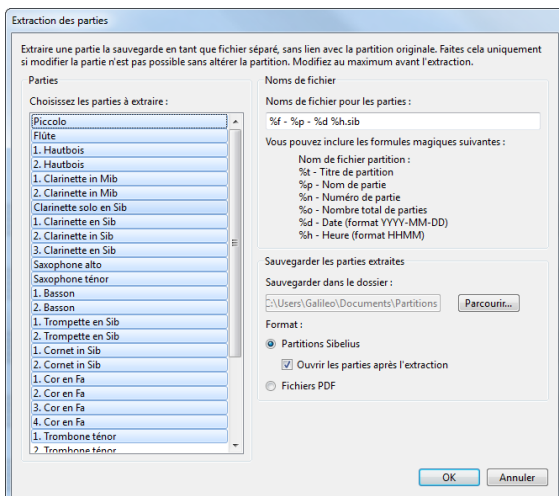 Extraction des parties
Extraire une partie la sauvegarde en tant que fichier séparé, sans lien avec la partition originale. Faites cela uniquement
si modifier la partie n'est pas possible sans altérer la partition. Modifiez au maximum avant l'extraction.
Parties
Choisissez les parties à extraire :
Piccolo
Flûte
1. Hautbois
2. Hautbois
1. Clarinette in Mib
2. Clarinette in Mib
Clarinette solo en Sib
1. Clarinette en Sib
2. Clarinette in Sib
3. Clarinette en Sib
Saxophone alto
Saxophone ténor
1. Basson
2. Basson
1. Trompette en Sib
2. Trompette en Sib
1. Cornet in Sib
2. Cornet in Sib
1. Cor en Fa
2. Cor en Fa
3. Cor en Fa
4. Cor en Fa
1. Trombone ténor
2. Trombone ténor
Noms de fichier
Noms de fichier pour les parties :
%f - %p - %d %h.sib
Vous pouvez inclure les formules magiques suivantes :
Nom de fichier partition :
%t - Titre de partition
%p - Nom de partie
%n - Numéro de partie
%o - Nombre total de parties
%d - Date (format YYYY-MM-DD)
%h - Heure (format HHMM)
Sauvegarder les parties extraites
Sauvegarder dans le dossier :
C:\Users\Galileo\Documents\Partitions
Parcourir...
Format :
Partitions Sibelius
Ouvrir les parties après l'extraction
Fichiers PDF
OK
Annuler